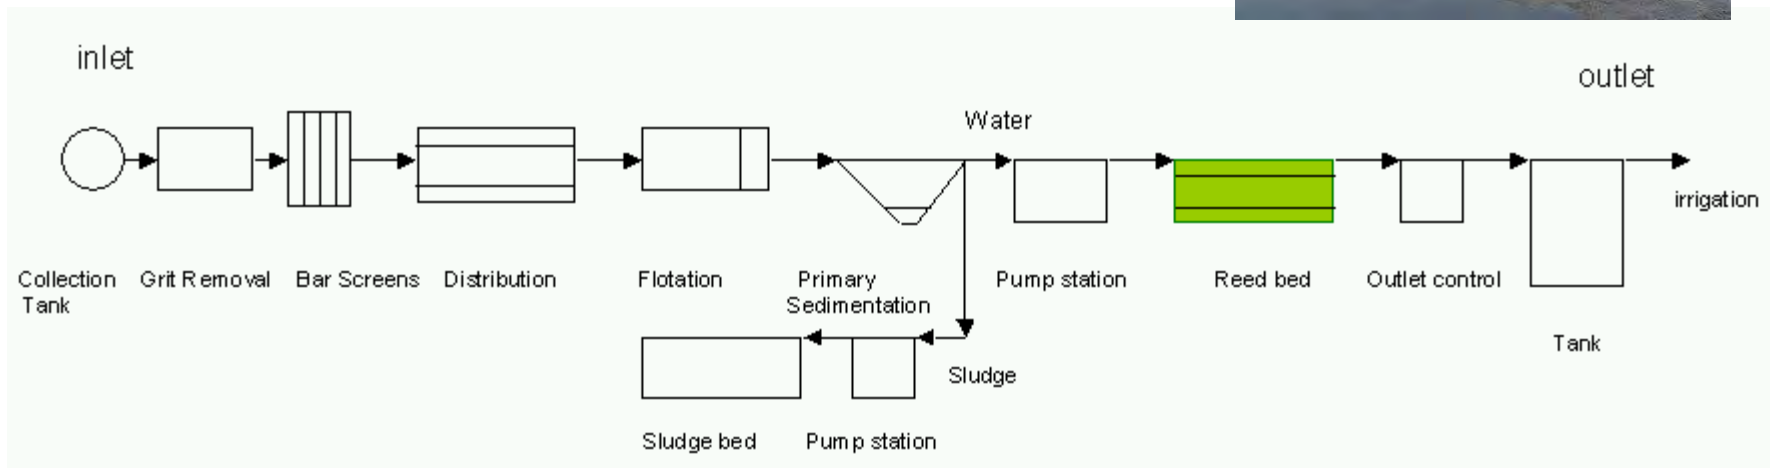 inlet
outlet
Water
irrigation
Collection
Tank
Grit Removal
Bar Screens
Distribution
Flotation
Primary
Sedimentation
Pump station
Reed bed
Outlet control
Tank
Sludge
Sludge bed
Pump station